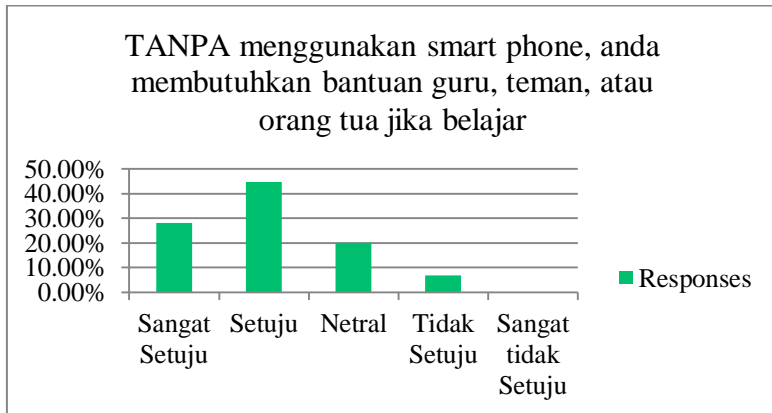 TANPA menggunakan smart phone, anda
membutuhkan bantuan guru, teman, atau
orang tua jika belajar
50.00%
40.00%
30.00%
20.00%
10.00%
0.00%
Sangat
Setuju
Setuju
Netral
Tidak
Setuju
Sangat
tidak
Setuju
Responses